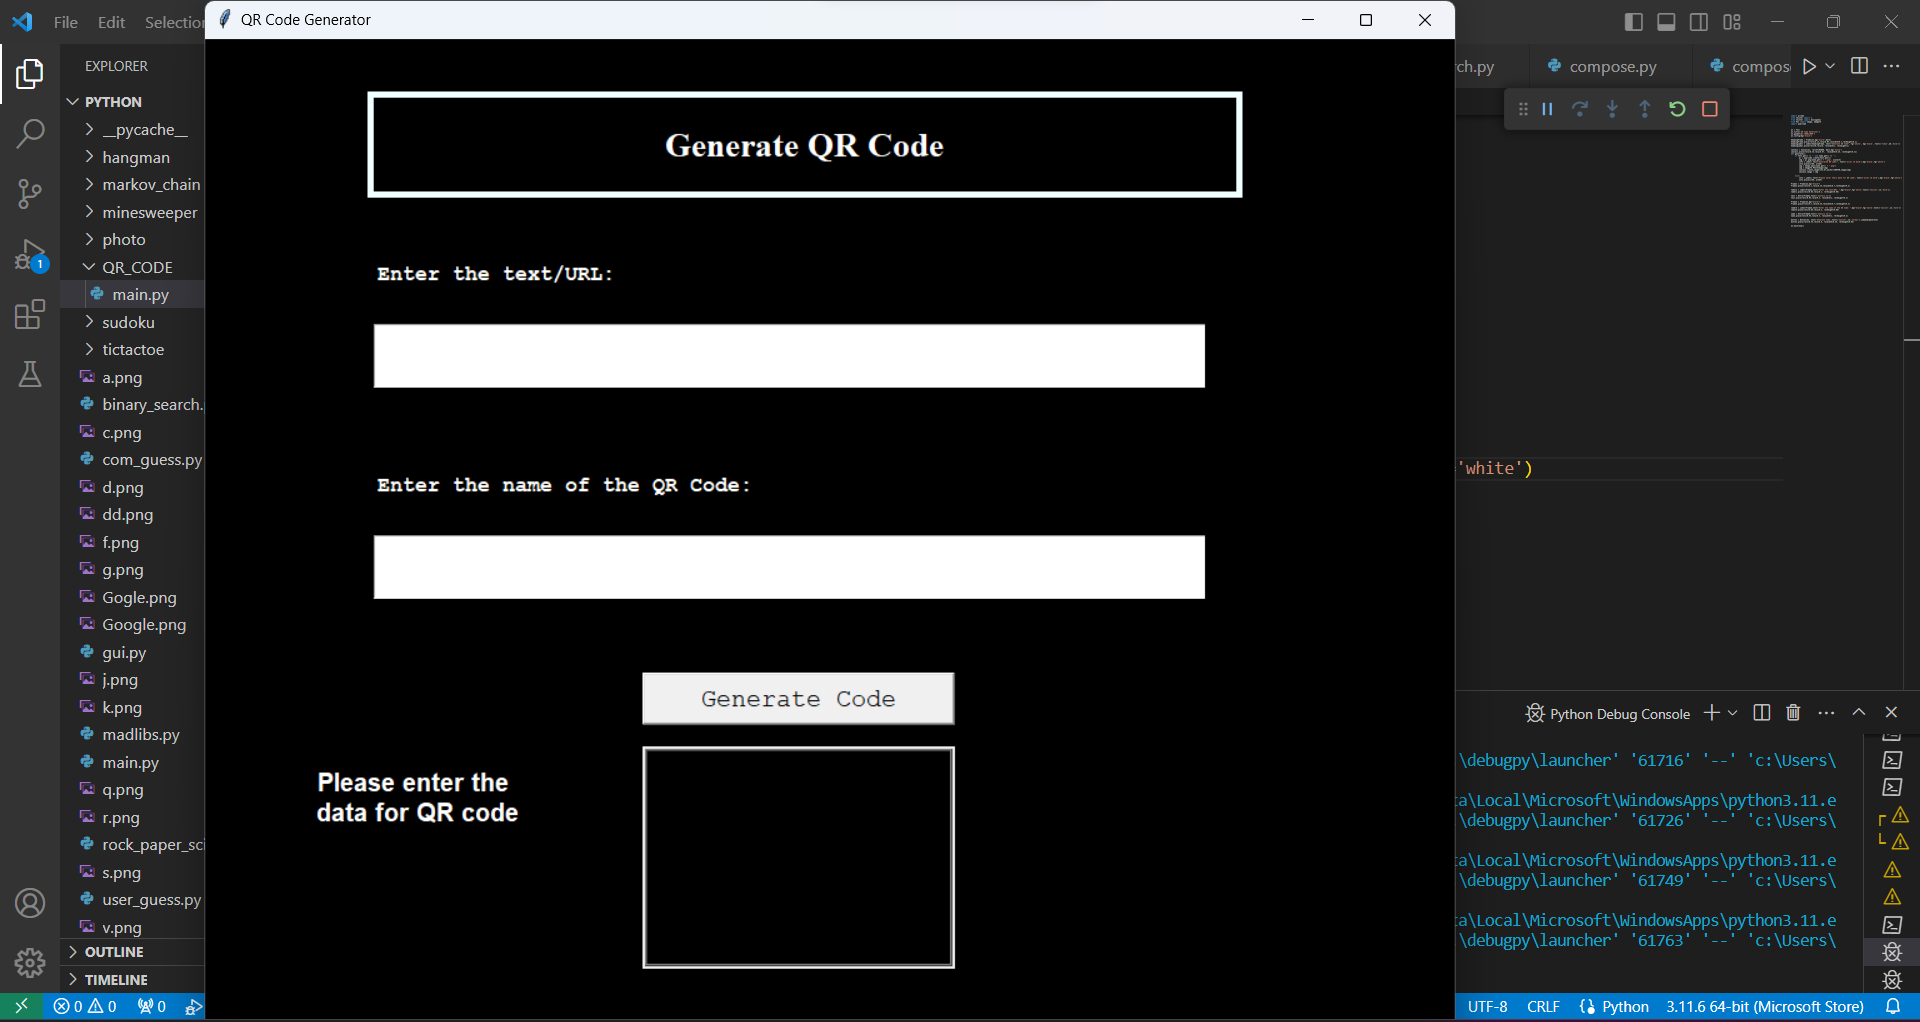 File Edit Selection
QR Code Generator
EXPLORER
PYTHON
__pycache__
hangman
markov_chain
minesweeper
photo
QR_CODE
main.py
sudoku
tictactoe
a.png
binary_search.
c.png
com_guess.py
d.png
dd.png
f.png
g.png
Gogle.png
Google.png
gui.py
j.png
k.png
madlibs.py
main.py
q.png
r.png
rock_paper_sci
s.png
user_guess.py
v.png
OUTLINE
TIMELINE
1
Generate QR Code
Enter the text/URL:
Enter the name of the QR Code:
Generate Code
Please enter the
data for QR code
ch.py compose.py compos
'white')
Python Debug Console
\debugpy\launcher' '61716' '--' 'c:\Users\
ta\Local\Microsoft\WindowsApps\python3.11.e
\debugpy\launcher' '61726' '--' 'c:\Users\
ta\Local\Microsoft\WindowsApps\python3.11.e
\debugpy\launcher' '61749' '--' 'c:\Users\
ta\Local\Microsoft\WindowsApps\python3.11.e
\debugpy\launcher' '61763' '--' 'c:\Users\
0 0 0 UTF-8 CRLF Python 3.11.6 64-bit (Microsoft Store)